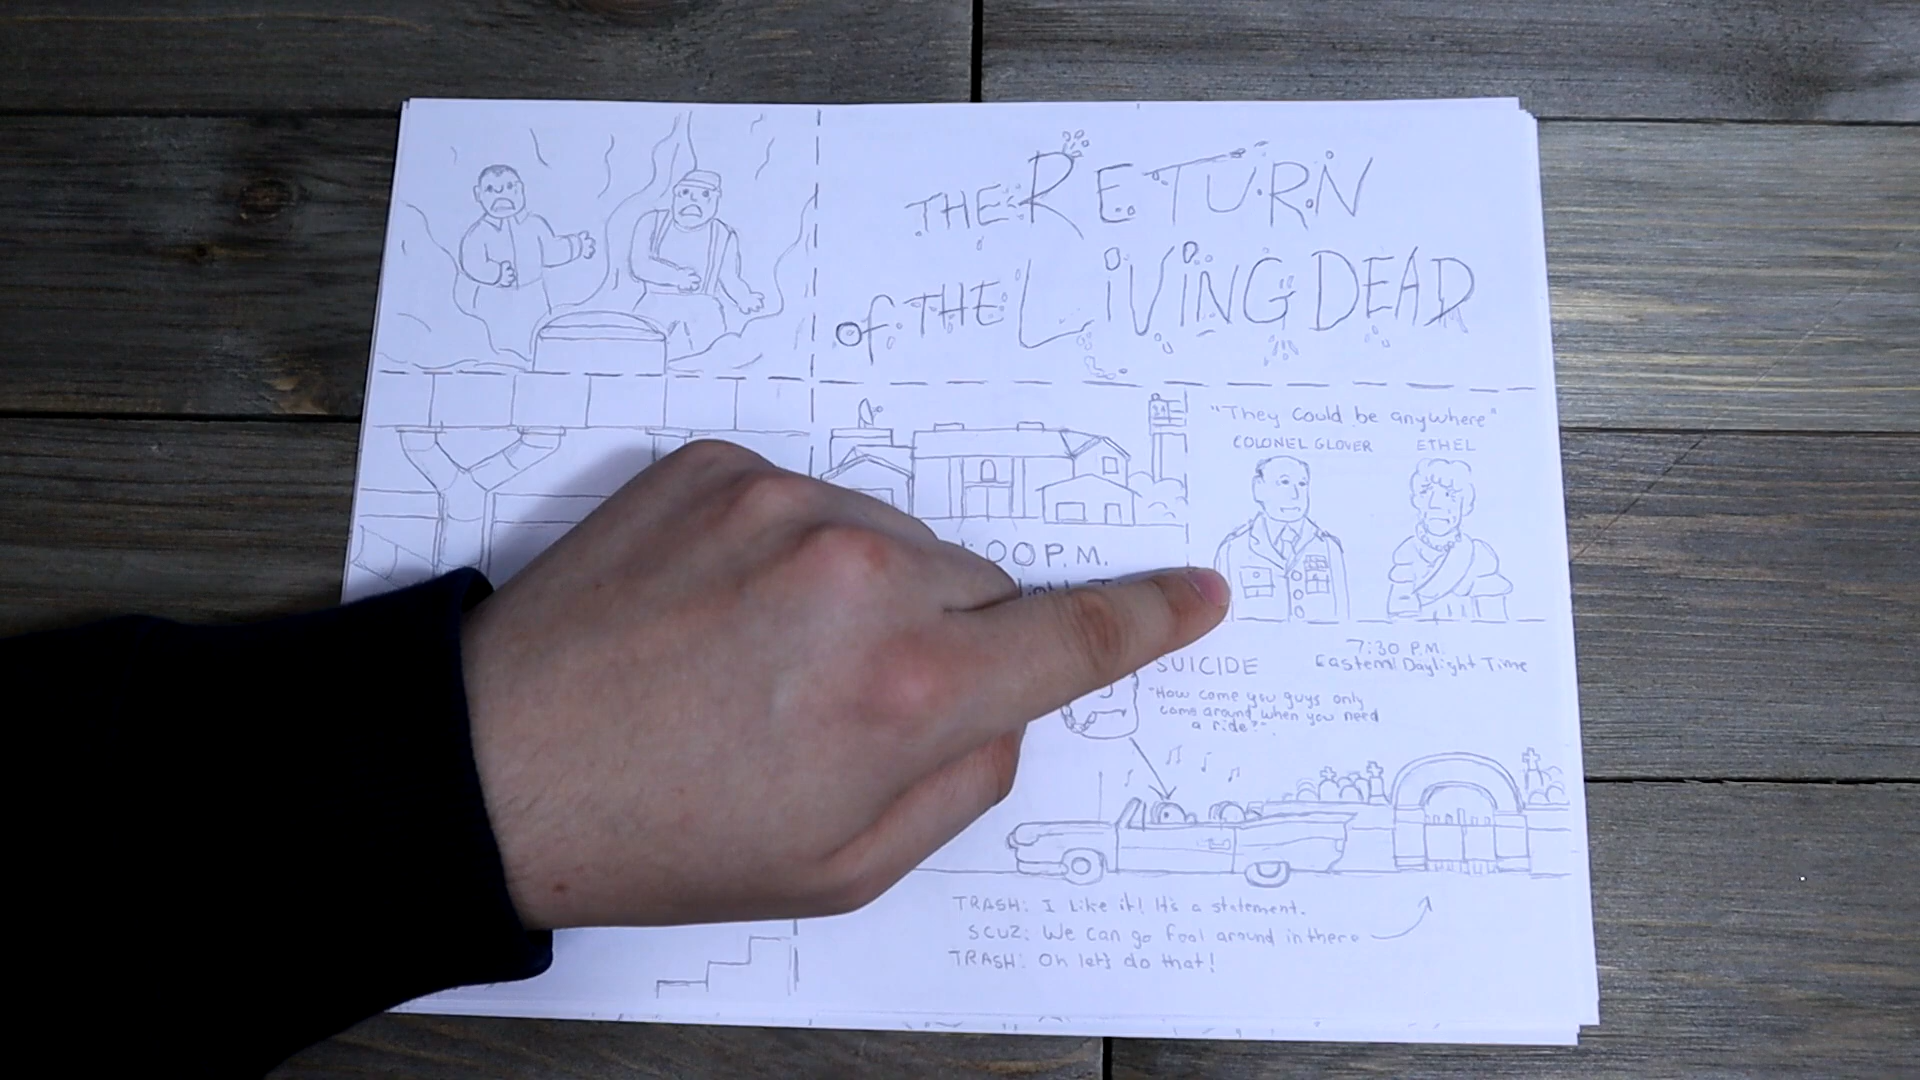 THE RETURN
of THE LIVING DEAD
"They could be anywhere"
COLONEL GLOVER
ETHEL
:00 P.M.
7:30 P.M.
Eastern Daylight Time
SUICIDE
"How come you guys only
come around when you need
a ride?"
TRASH: I like it! It's a statement.
SCUZ: We can go fool around in there
TRASH: Oh let's do that!